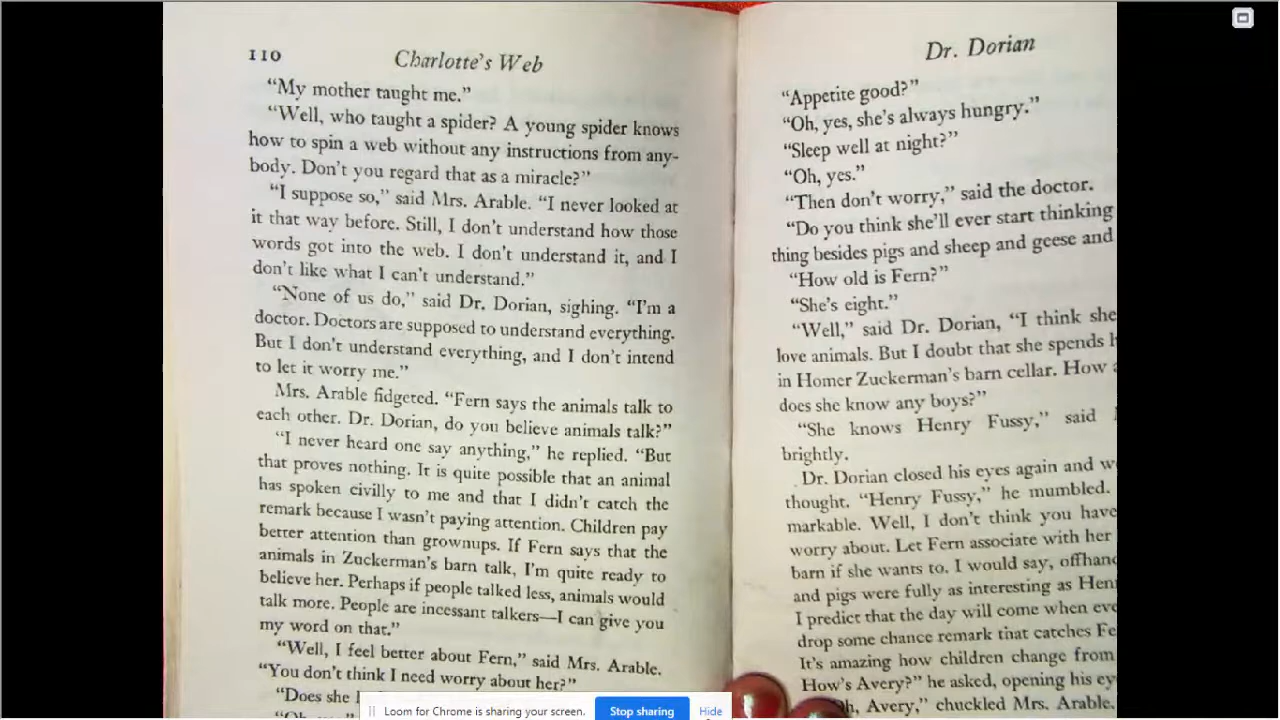 110
Charlotte's Web
"My mother taught me."
"Well, who taught a spider? A young spider knows
how to spin a web without any instructions from any-
body. Don't you regard that as a miracle?"
"I suppose so," said Mrs. Arable. "I never looked at
it that way before. Still, I don't understand how those
words got into the web. I don't understand it, and I
don't like what I can't understand."
"None of us do," said Dr. Dorian, sighing. "I'm a
doctor. Doctors are supposed to understand everything.
But I don't understand everything, and I don't intend
to let it worry me."
Mrs. Arable fidgeted. "Fern says the animals talk to
each other. Dr. Dorian, do you believe animals talk?"
"I never heard one say anything," he replied. "But
that proves nothing. It is quite possible that an animal
has spoken civilly to me and that I didn't catch the
remark because I wasn't paying attention. Children pay
better attention than grownups. If Fern says that the
animals in Zuckerman's barn talk, I'm quite ready to
believe her. Perhaps if people talked less, animals would
talk more. People are incessant talkers—I can give you
my word on that."
"Well, I feel better about Fern," said Mrs. Arable.
"You don't think I need worry about her?"
"Does she
Dr. Dorian
"Appetite good?"
"Oh, yes, she's always hungry."
"Sleep well at night?"
"Oh, yes."
"Then don't worry," said the doctor.
"Do you think she'll ever start thinking
thing besides pigs and sheep and geese and
"How old is Fern?"
"She's eight."
"Well," said Dr. Dorian, "I think she
love animals. But I doubt that she spends
in Homer Zuckerman's barn cellar. How
does she know any boys?"
"She knows Henry Fussy," said
brightly.
Dr. Dorian closed his eyes again and
thought. "Henry Fussy," he mumbled.
markable. Well, I don't think you have
worry about. Let Fern associate with her
barn if she wants to. I would say, offhan
and pigs were fully as interesting as Hen
I predict that the day will come when eve
drop some chance remark that catches Fe
It's amazing how children change from
How's Avery?" he asked, opening his ey
Oh, Avery," chuckled Mrs. Arable.
Loom for Chrome is sharing your screen.
Stop sharing
Hide